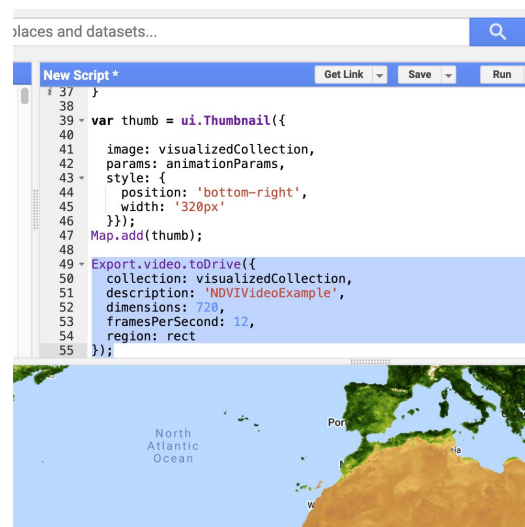 places and datasets...
New Script *
Get Link
Save
Run
i 37 }
38
39 var thumb = ui.Thumbnail({
40
41 image: visualizedCollection,
42 params: animationParams,
43 style: {
44 position: 'bottom-right',
45 width: '320px'
46 }});
47 Map.add(thumb);
48
49 Export.video.toDrive({
50 collection: visualizedCollection,
51 description: 'NDVIVideoExample',
52 dimensions: 720,
53 framesPerSecond: 12,
54 region: rect
55 });
North
Atlantic
Ocean
Por